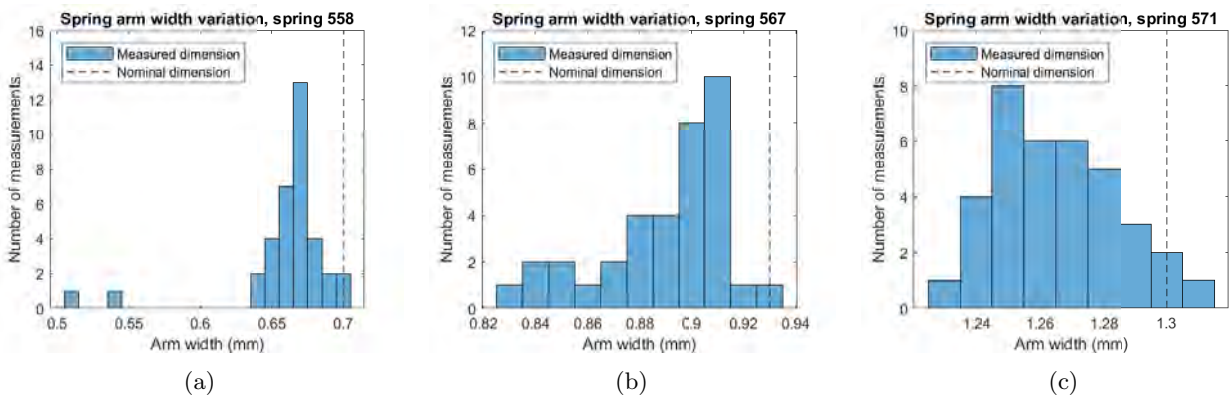 Spring arm width variation, spring 558
16
14
12
10
8
6
4
2
0
Number of measurements
Measured dimension
Nominal dimension
0.5 0.55 0.6 0.65 0.7
Arm width (mm)
(a)
Spring arm width variation, spring 567
12
10
8
6
4
2
0
Number of measurements
Measured dimension
Nominal dimension
0.82 0.84 0.86 0.88 0.9 0.92 0.94
Arm width (mm)
(b)
Spring arm width variation, spring 571
10
8
6
4
2
0
Number of measurements
Measured dimension
Nominal dimension
1.24 1.26 1.28 1.3
Arm width (mm)
(c)